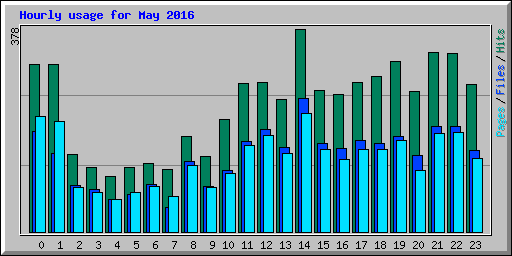 Hourly usage for May 2016
378
Pages / Files / Hits
0 1 2 3 4 5 6 7 8 9 10 11 12 13 14 15 16 17 18 19 20 21 22 23